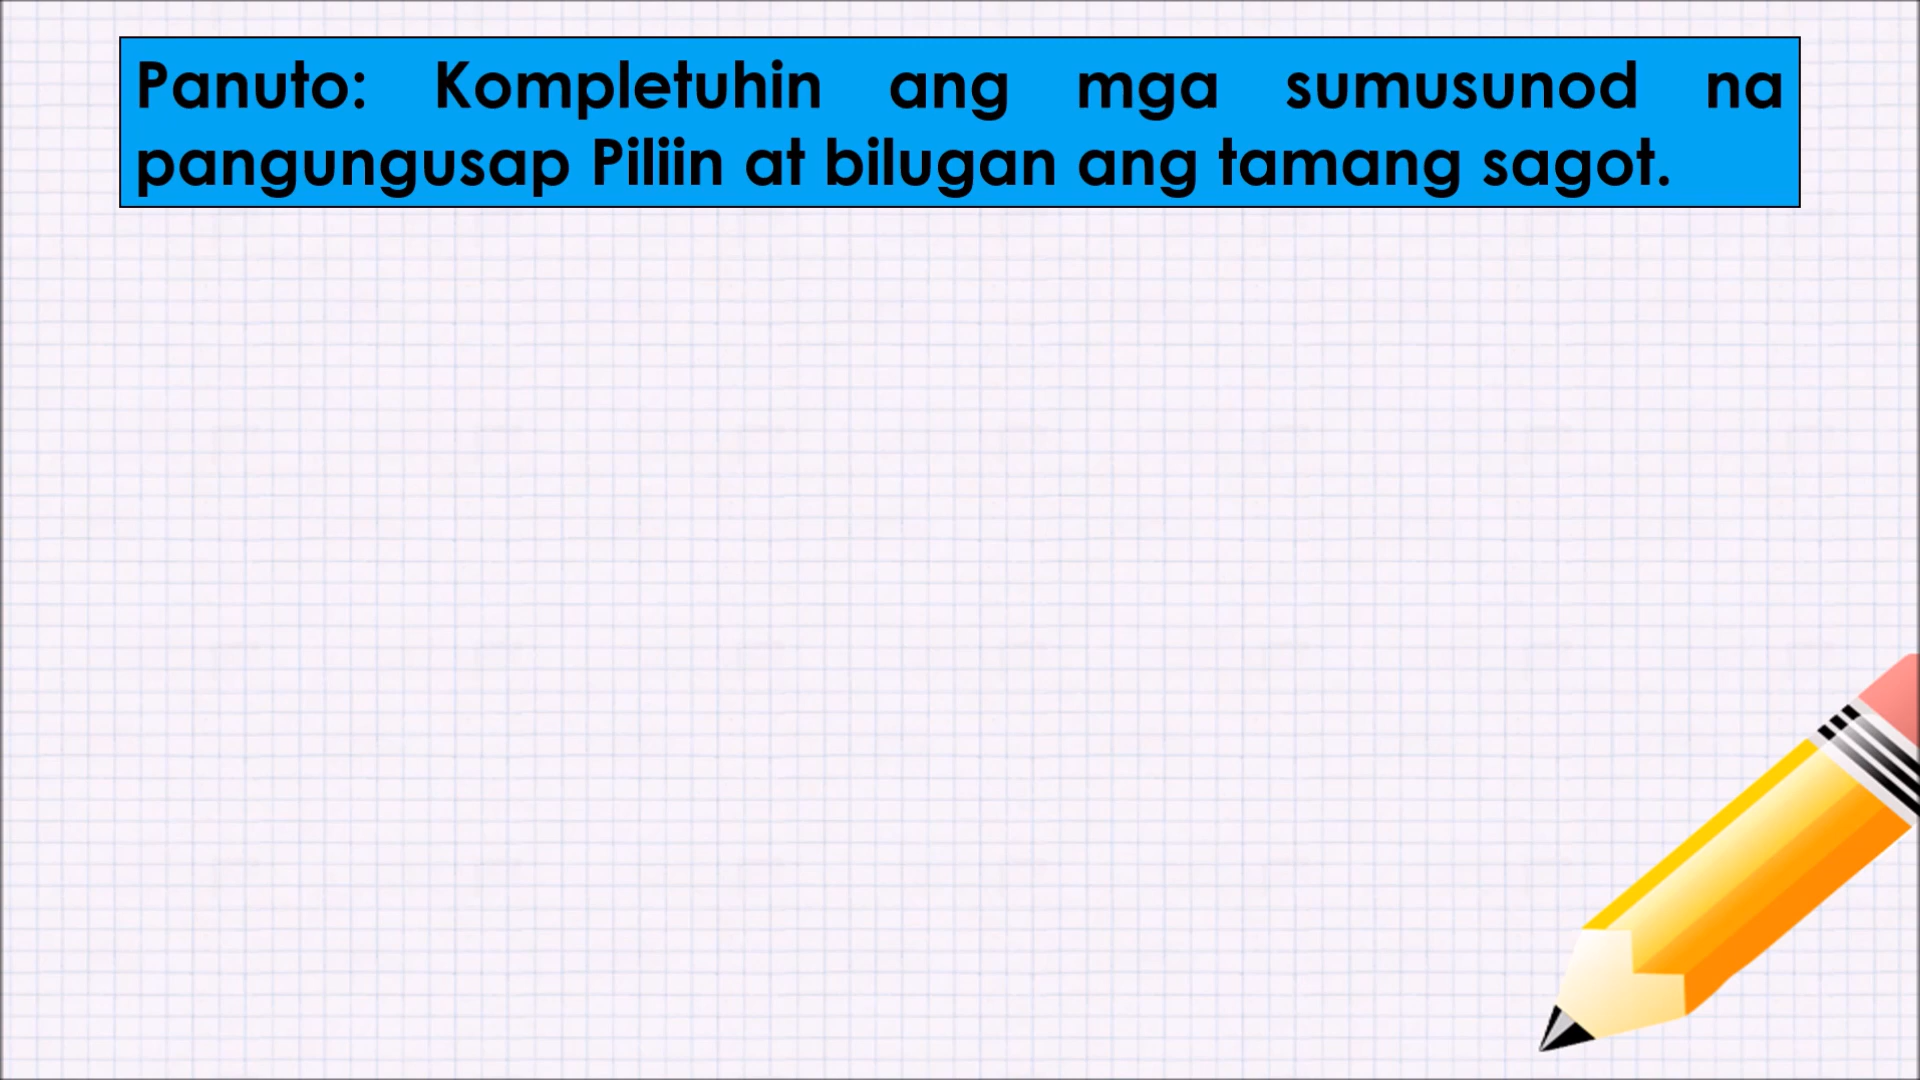 Panuto: Kompletuhin ang mga sumusunod na
pangungusap Piliin at bilugan ang tamang sagot.